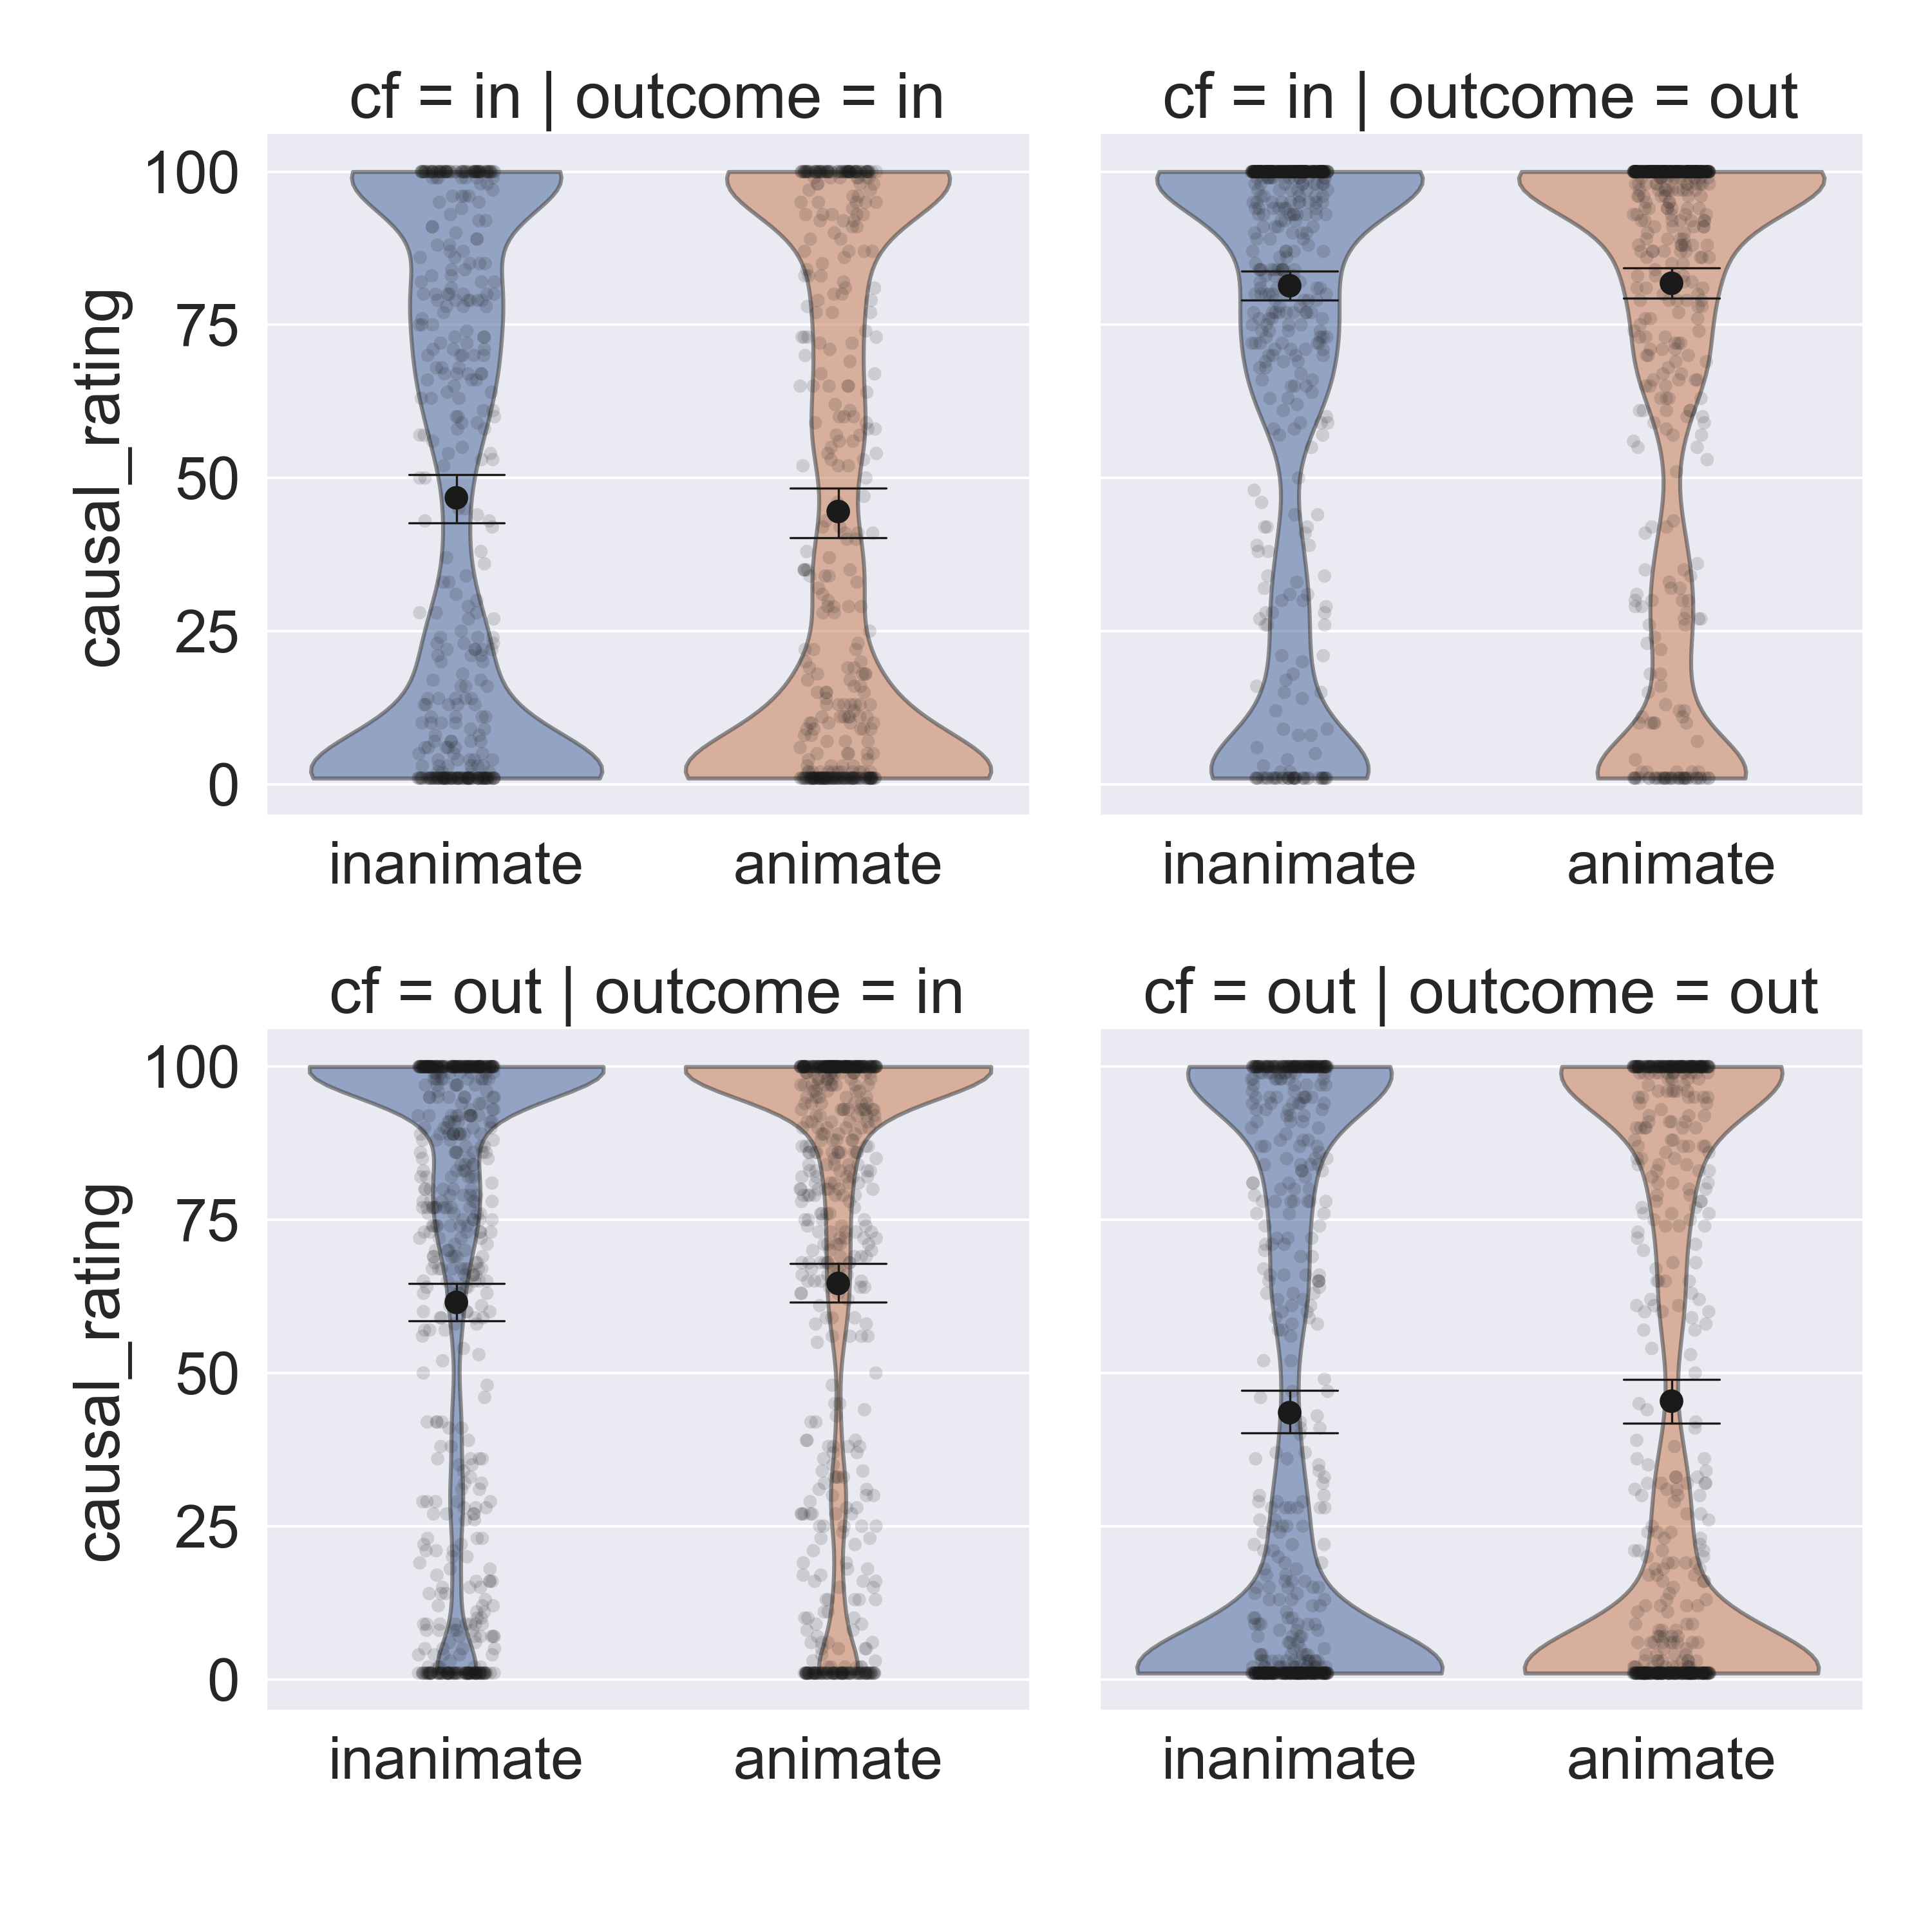 cf = in | outcome = in
cf = in | outcome = out
causal_rating
100
75
50
25
0
inanimate
animate
inanimate
animate
cf = out | outcome = in
cf = out | outcome = out
causal_rating
100
75
50
25
0
inanimate
animate
inanimate
animate